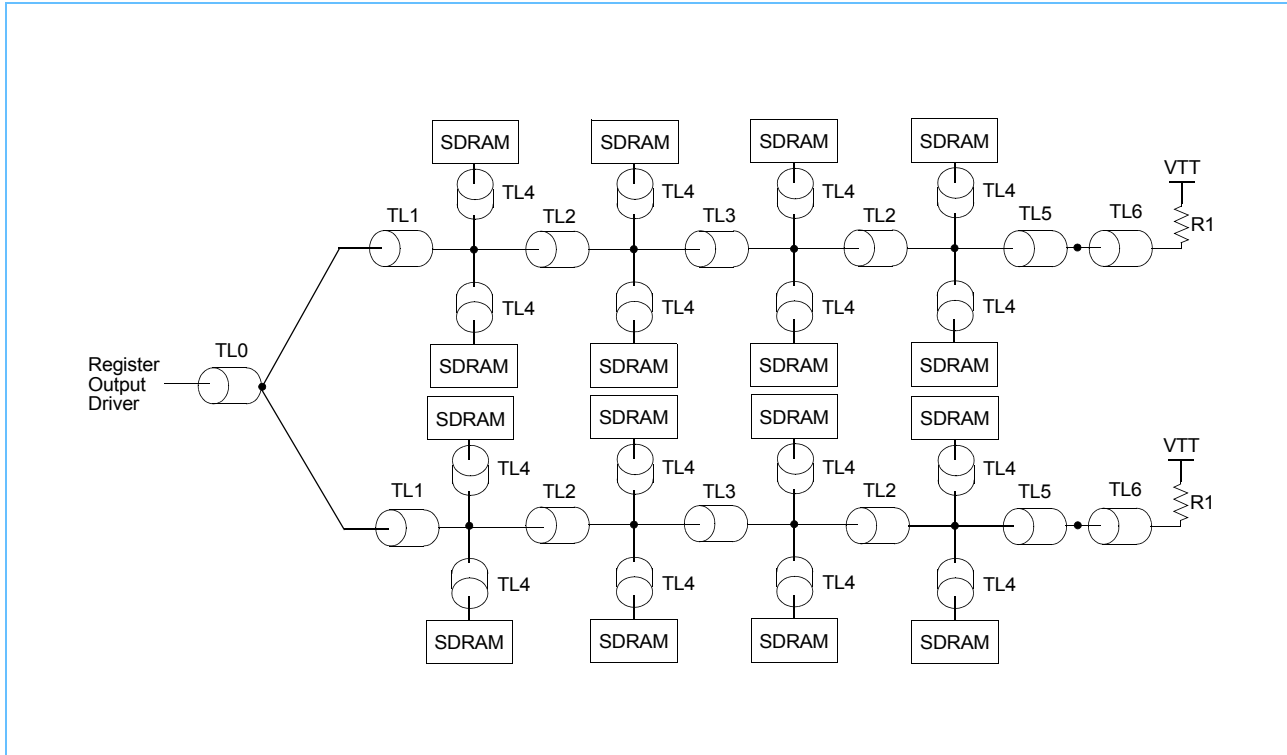 SDRAM SDRAM SDRAM SDRAM
TL4 TL4 TL4 TL4 VTT
TL1 TL2 TL3 TL2 TL5 TL6
R1
TL4 TL4 TL4 TL4
SDRAM SDRAM SDRAM SDRAM
TL0
Register
Output
Driver
SDRAM SDRAM SDRAM SDRAM
TL4 TL4 TL4 TL4 VTT
TL1 TL2 TL3 TL2 TL5 TL6
R1
TL4 TL4 TL4 TL4
SDRAM SDRAM SDRAM SDRAM